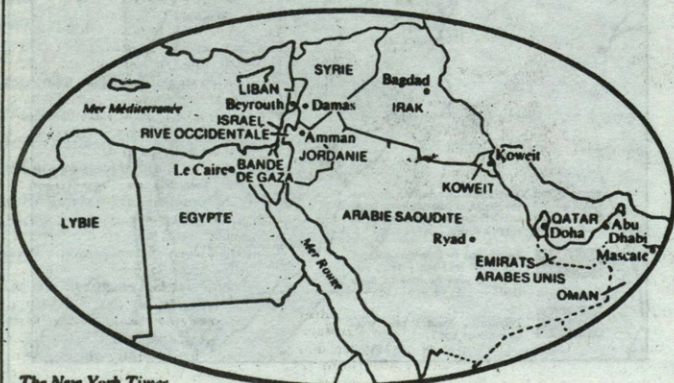 SYRIE
Bagdad
LIBAN
Mer Méditerranée
Beyrouth
Damas
IRAK
ISRAEL
RIVE OCCIDENTALE
Amman
JORDANIE
Koweit
Le Caire
BANDE
DE GAZA
KOWEIT
LYBIE
EGYPTE
ARABIE SAOUDITE
QATAR
Doha
Abu
Dhabi
Ryad
Mer Rouge
Mascate
EMIRATS
ARABES UNIS
OMAN
The New York Times